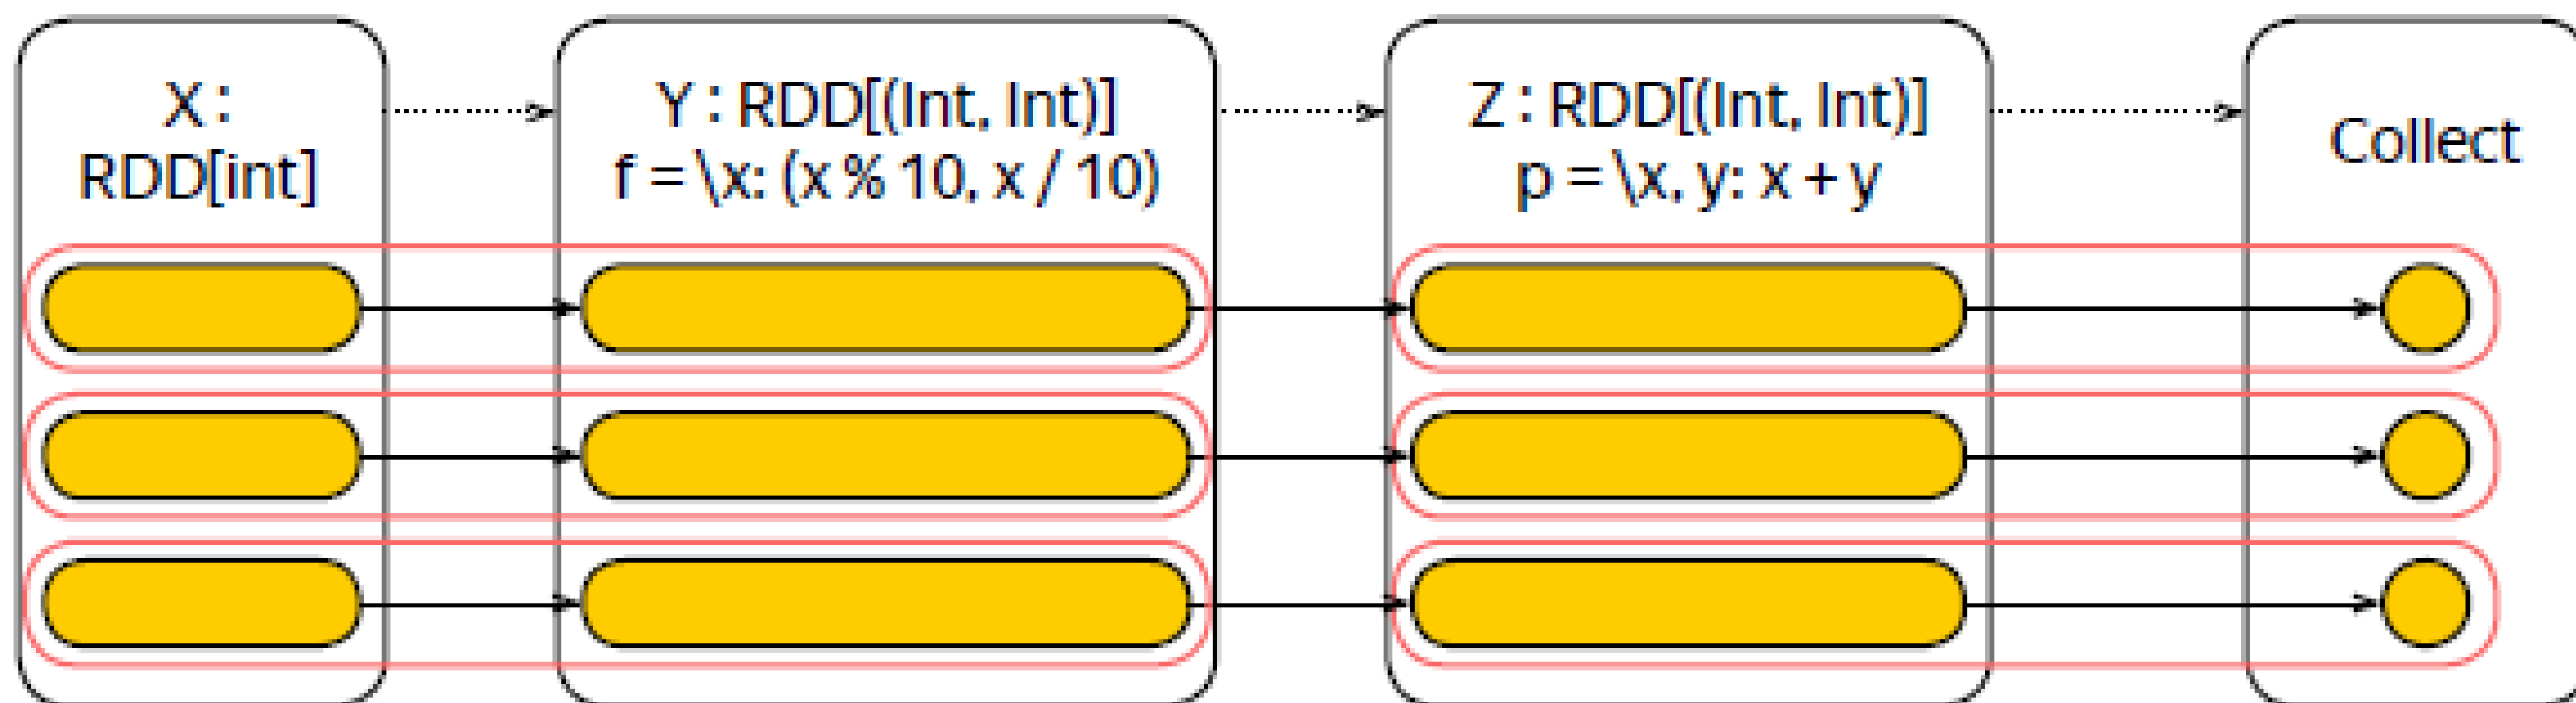 X :
RDD[int]
Y : RDD[(Int, Int)]
f = \x: (x % 10, x / 10)
Z : RDD[(Int, Int)]
p = \x, y: x + y
Collect